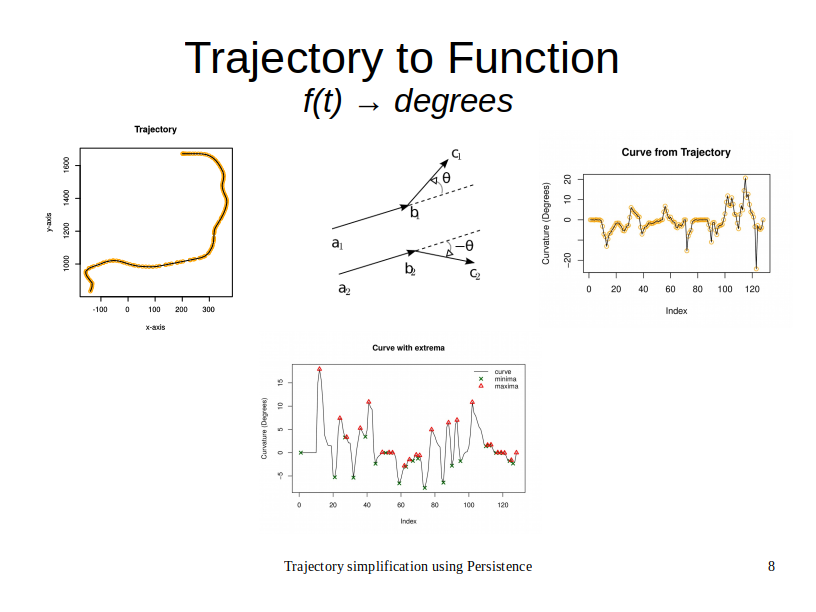 Trajectory to Function
f(t) → degrees
Trajectory
y-axis
1000 1200 1400 1600
-100 0 100 200 300
x-axis
c1
θ
b1
a1
−θ
b2
c2
a2
Curve from Trajectory
Curvature (Degrees)
−20 0 10 20
0 20 40 60 80 100 120
Index
Curve with extrema
curve
minima
maxima
Curvature (Degrees)
−5 0 5 10 15
0 20 40 60 80 100 120
Index
Trajectory simplification using Persistence
8